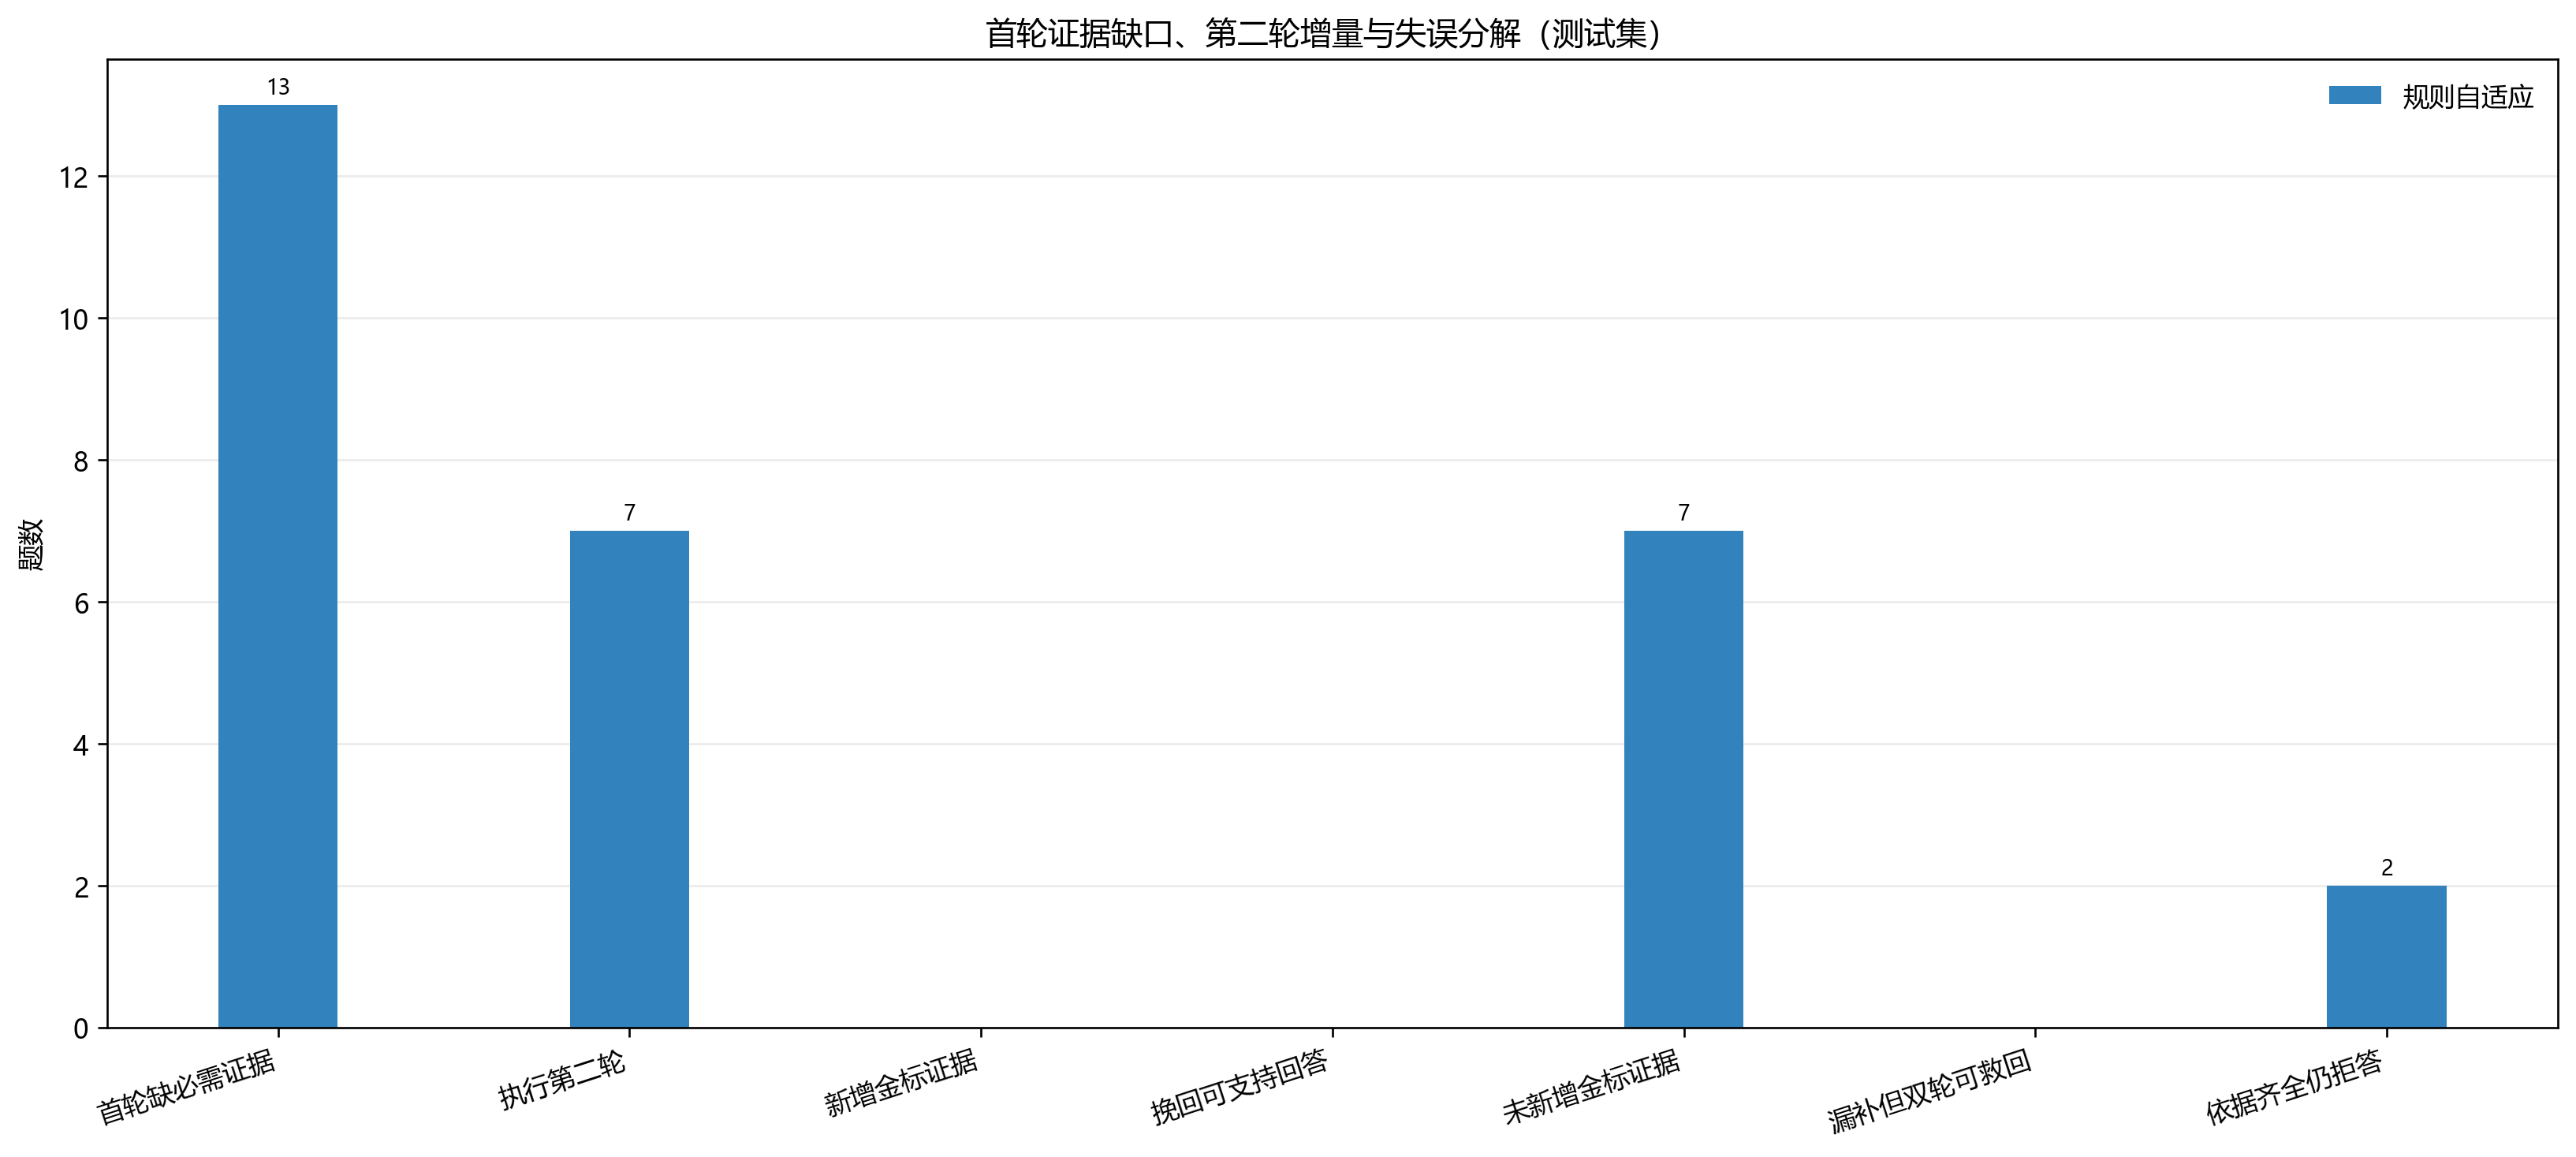 首轮证据缺口、第二轮增量与失误分解（测试集）
规则自适应
题数
12
10
8
6
4
2
0
13
7
7
2
首轮缺必需证据
执行第二轮
新增金标证据
挽回可支持回答
未新增金标证据
漏补但双轮可救回
依据齐全仍拒答